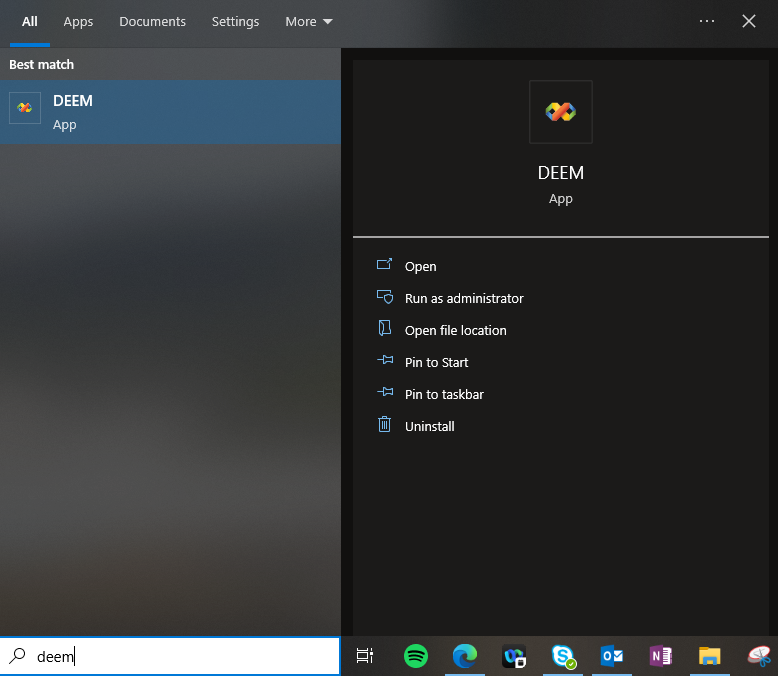 All Apps Documents Settings More
Best match
DEEM
App
DEEM
App
Open
Run as administrator
Open file location
Pin to Start
Pin to taskbar
Uninstall
deem